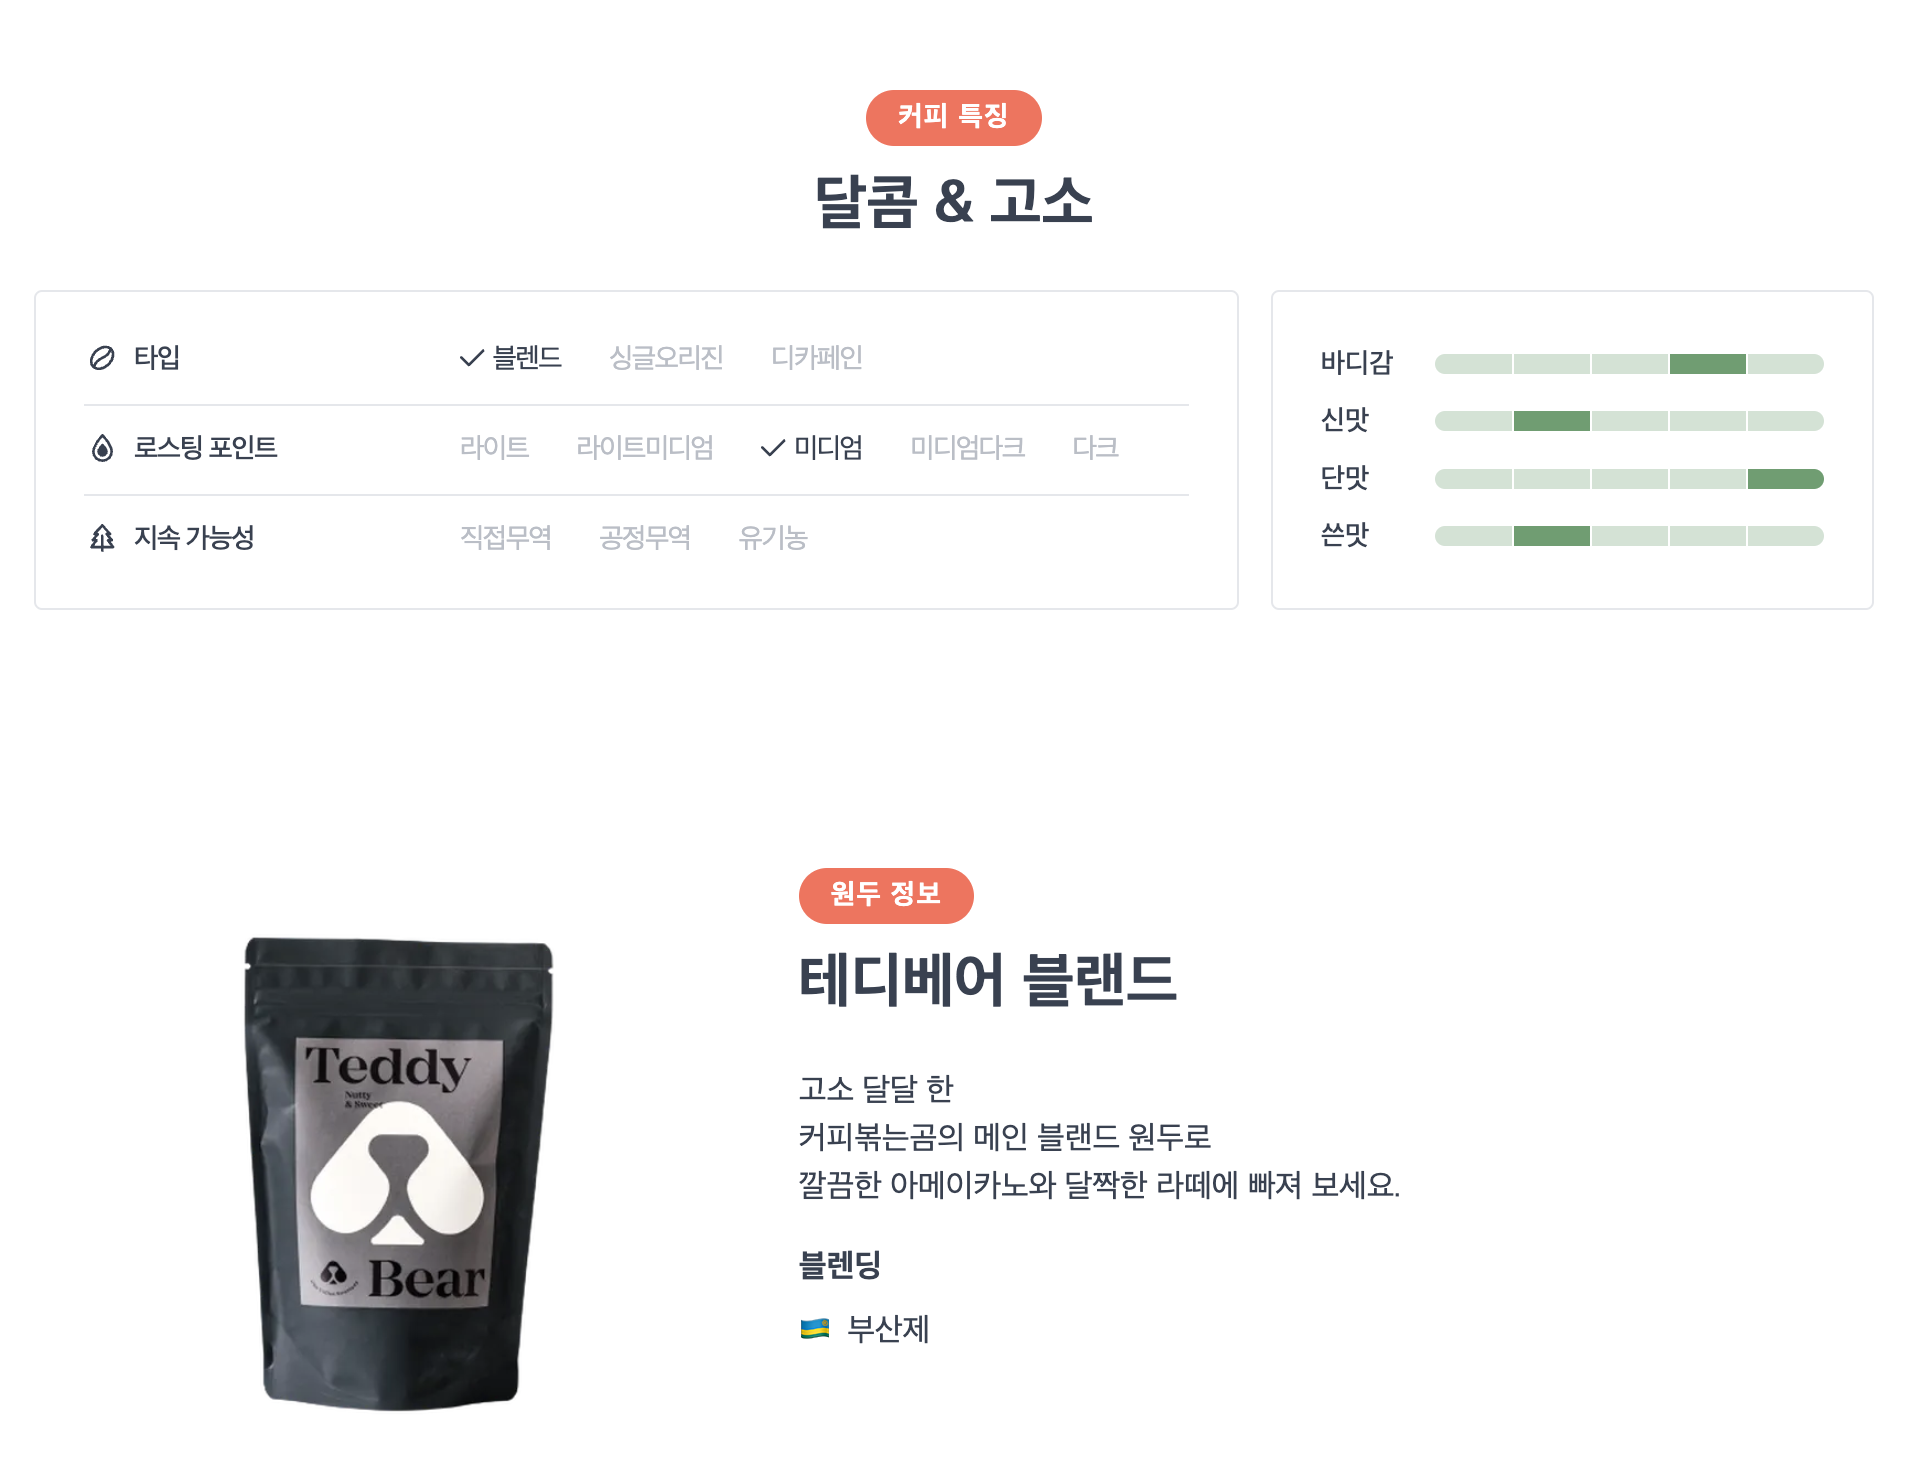 커피 특징
달콤 & 고소
타입 블렌드 싱글오리진 디카페인
로스팅 포인트 라이트 라이트미디엄 미디엄 미디엄다크 다크
지속 가능성 직접무역 공정무역 유기농
바디감
신맛
단맛
쓴맛
원두 정보
테디베어 블랜드
고소 달달 한
커피볶는곰의 메인 블랜드 원두로
깔끔한 아메이카노와 달짝한 라떼에 빠져 보세요.
블렌딩
부산제
Teddy
Nutty
& Sweet
Bear